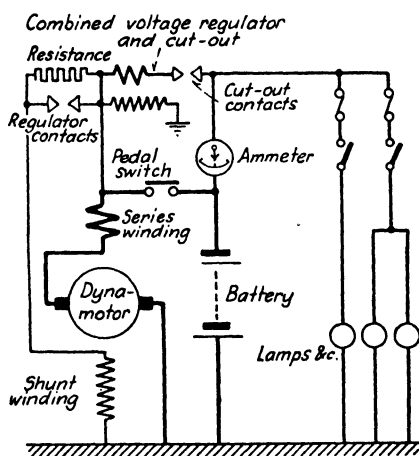 Combined voltage regulator
and cut-out
Resistance
Cut-out
contacts
Regulator
contacts
Pedal
switch
Ammeter
Series
winding
Dyna-
motor
Battery
Lamps &c.
Shunt
winding